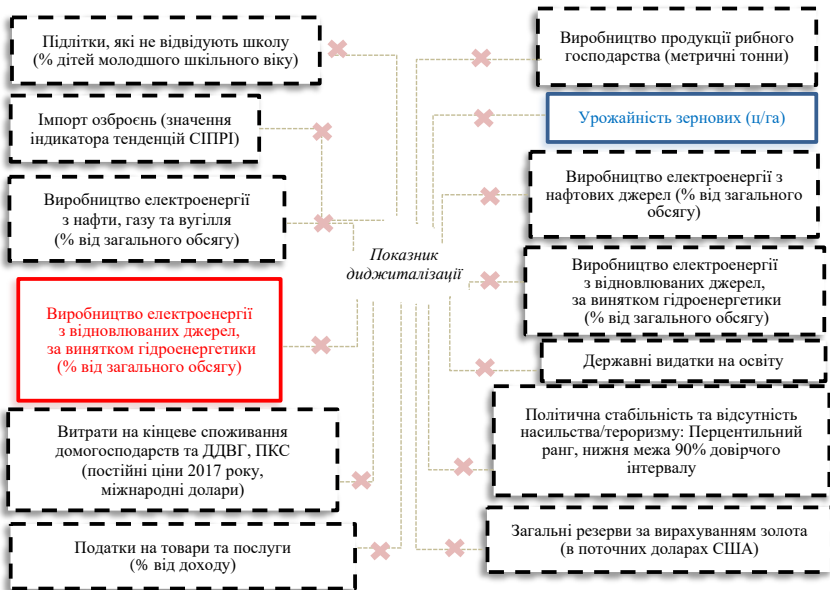 Підлітки, які не відвідують школу
(% дітей молодшого шкільного віку)
Імпорт озброєнь (значення
індикатора тенденцій СІПРІ)
Виробництво електроенергії
з нафти, газу та вугілля
(% від загального обсягу)
Виробництво електроенергії
з відновлюваних джерел,
за винятком гідроенергетики
(% від загального обсягу)
Витрати на кінцеве споживання
домогосподарств та ДДВГ, ПКС
(постійні ціни 2017 року,
міжнародні долари)
Податки на товари та послуги
(% від доходу)
Показник
диджиталізації
Виробництво продукції рибного
господарства (метричні тонни)
Урожайність зернових (ц/га)
Виробництво електроенергії з
нафтових джерел (% від загального
обсягу)
Виробництво електроенергії
з відновлюваних джерел,
за винятком гідроенергетики
(% від загального обсягу)
Державні видатки на освіту
Політична стабільність та відсутність
насильства/тероризму: Перцентильний
ранг, нижня межа 90% довірчого
інтервалу
Загальні резерви за вирахуванням золота
(в поточних доларах США)